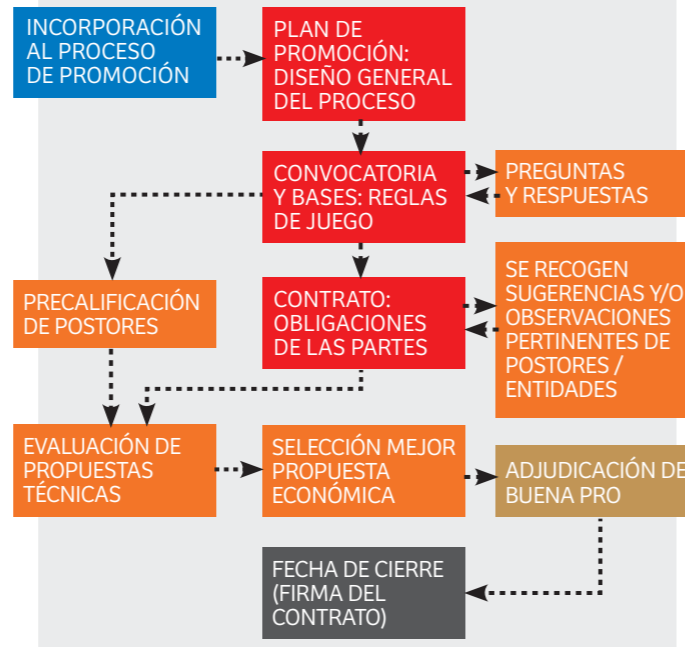 INCORPORACIÓN
AL PROCESO
DE PROMOCIÓN
PLAN DE
PROMOCIÓN:
DISEÑO GENERAL
DEL PROCESO
CONVOCATORIA
Y BASES: REGLAS
DE JUEGO
PREGUNTAS
Y RESPUESTAS
PRECALIFICACIÓN
DE POSTORES
CONTRATO:
OBLIGACIONES
DE LAS PARTES
SE RECOGEN
SUGERENCIAS Y/O
OBSERVACIONES
PERTINENTES DE
POSTORES /
ENTIDADES
EVALUACIÓN DE
PROPUESTAS
TÉCNICAS
SELECCIÓN MEJOR
PROPUESTA
ECONÓMICA
ADJUDICACIÓN DE
BUENA PRO
FECHA DE CIERRE
(FIRMA DEL
CONTRATO)